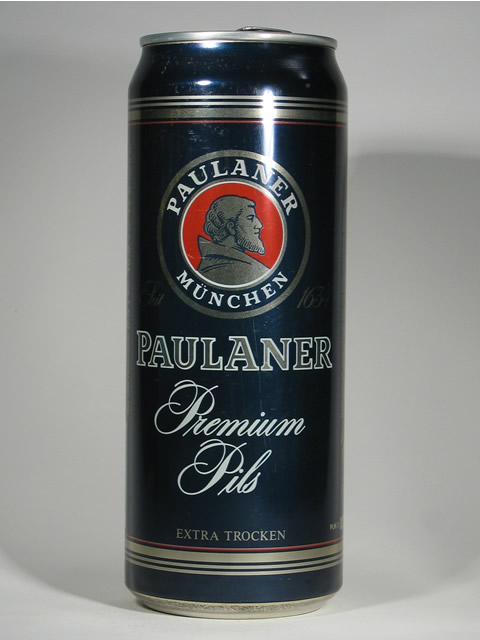 PAULANER
MÜNCHEN
Seit 1634
PAULANER
Premium
Pils
EXTRA TROCKEN